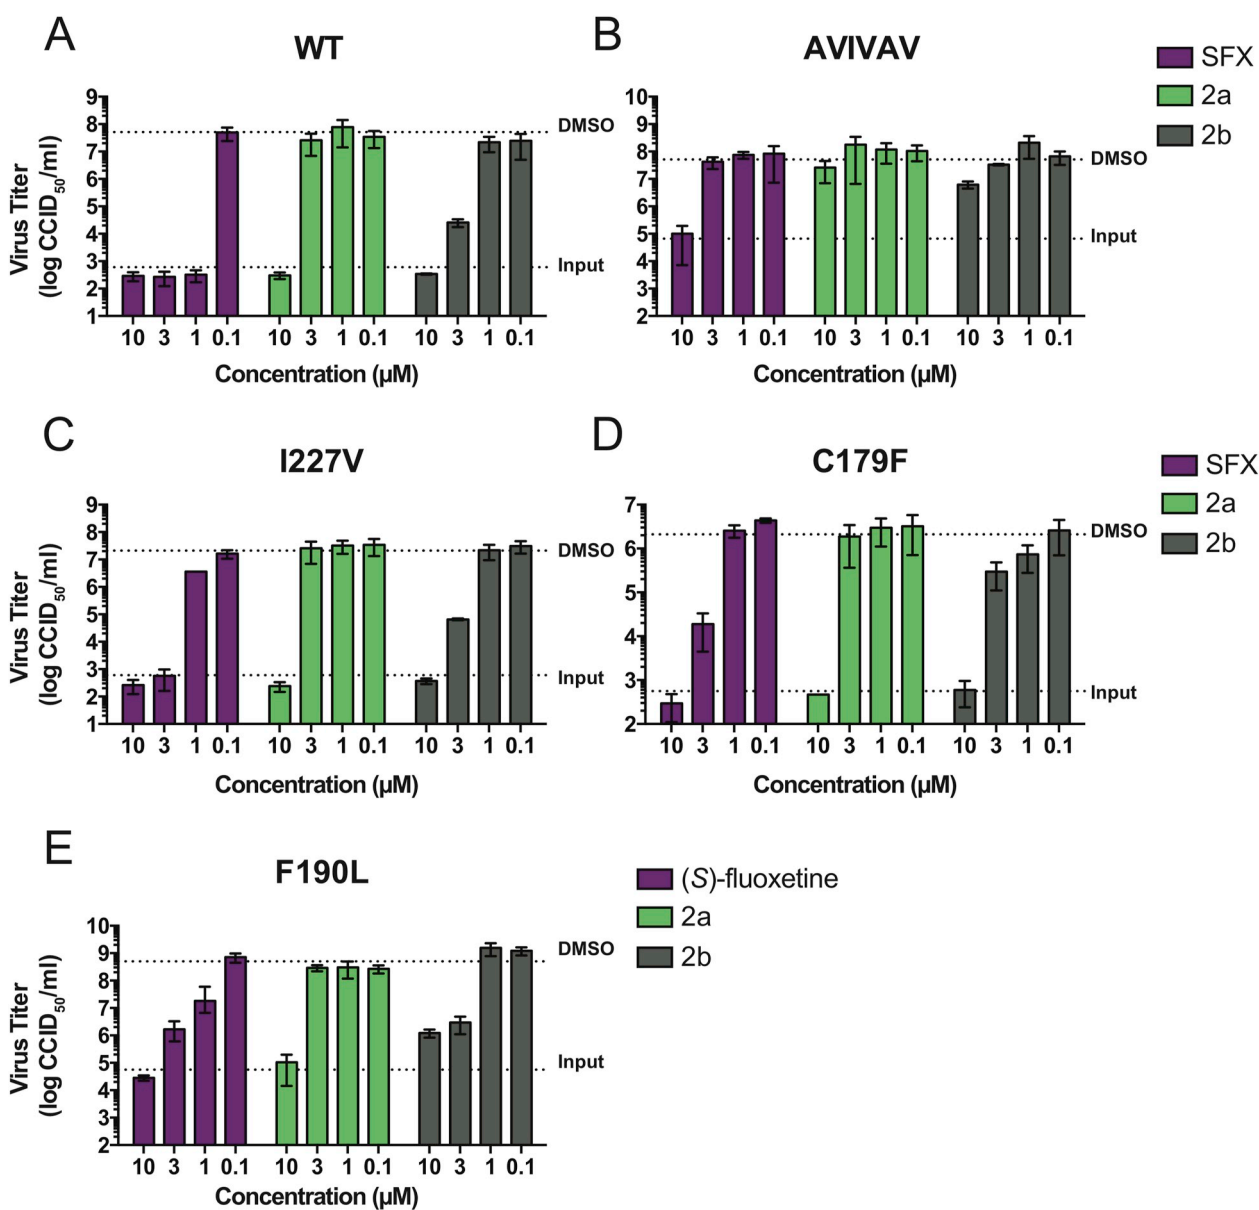 A
WT
Virus Titer
(log CCID50/ml)
9
8
7
6
5
4
3
2
1
DMSO
Input
10 3 1 0.1 10 3 1 0.1 10 3 1 0.1
Concentration (µM)
B
AVIVAV
10
9
8
7
6
5
4
3
2
DMSO
Input
10 3 1 0.1 10 3 1 0.1 10 3 1 0.1
Concentration (µM)
SFX
2a
2b
C
I227V
Virus Titer
(log CCID50/ml)
9
8
7
6
5
4
3
2
1
DMSO
Input
10 3 1 0.1 10 3 1 0.1 10 3 1 0.1
Concentration (µM)
D
C179F
7
6
5
4
3
2
DMSO
Input
10 3 1 0.1 10 3 1 0.1 10 3 1 0.1
Concentration (µM)
SFX
2a
2b
E
F190L
Virus Titer
(log CCID50/ml)
10
9
8
7
6
5
4
3
2
DMSO
Input
10 3 1 0.1 10 3 1 0.1 10 3 1 0.1
Concentration (µM)
(S)-fluoxetine
2a
2b